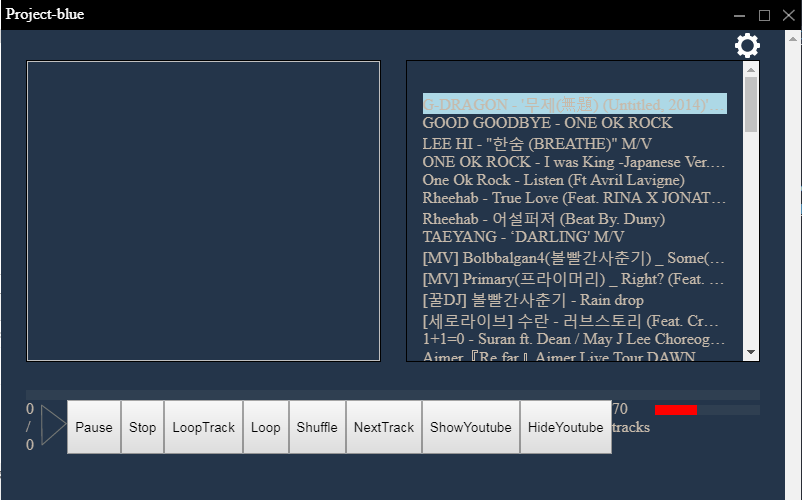 Project-blue
G-DRAGON - '무제(無題) (Untitled, 2014)'...
GOOD GOODBYE - ONE OK ROCK
LEE HI - "한숨 (BREATHE)" M/V
ONE OK ROCK - I was King -Japanese Ver....
One Ok Rock - Listen (Ft Avril Lavigne)
Rheehab - True Love (Feat. RINA X JONAT...
Rheehab - 어설퍼져 (Beat By. Duny)
TAEYANG - ‘DARLING' M/V
[MV] Bolbbalgan4(볼빨간사춘기) _ Some(...
[MV] Primary(프라이머리) _ Right? (Feat. ...
[꿀DJ] 볼빨간사춘기 - Rain drop
[세로라이브] 수란 - 러브스토리 (Feat. Cr...
1+1=0 - Suran ft. Dean / May J Lee Choreog...
Aimer『Re:far』Aimer Live Tour DAWN
0
/
0
Pause
Stop
LoopTrack
Loop
Shuffle
NextTrack
ShowYoutube
HideYoutube
70
tracks